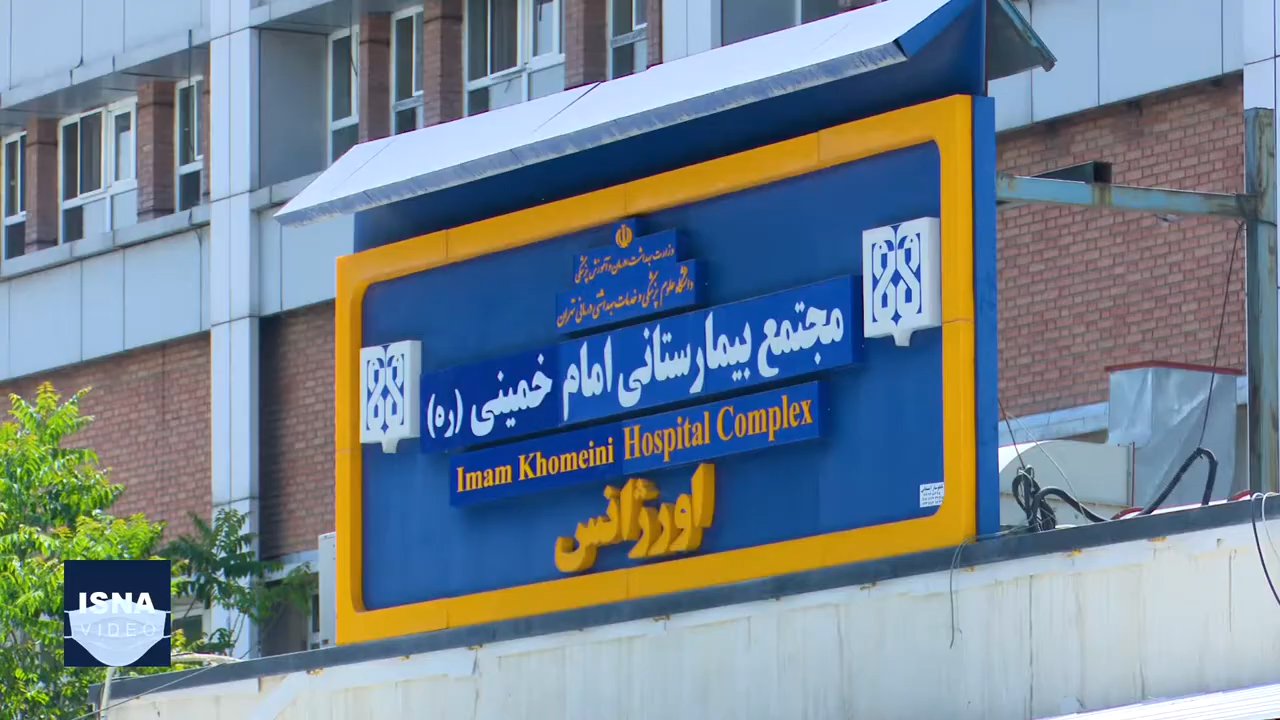 وزارت بهداشت، درمان و آموزش پزشکی
دانشگاه علوم پزشکی و خدمات بهداشتی درمانی تهران
مجتمع بیمارستانی امام خمینی (ره)
Imam Khomeini Hospital Complex
اورژانس
ISNA
VIDEO